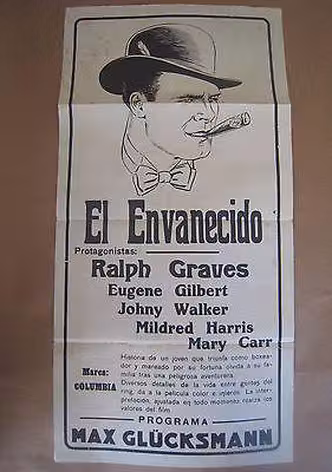 El Envanecido
Protagonistas:
Ralph Graves
Eugene Gilbert
Johny Walker
Mildred Harris
Mary Carr
Marca:
COLUMBIA
Historia de un joven que triunfa como boxea-
dor y mareado por su fortuna olvida a su fa-
milia tras una peligrosa aventurera.
Diversos detalles de la vida entre gentes del
ring, da a la película color e interés. La inter-
pretación, ajustada en todo momento realza los
valores del film
PROGRAMA
MAX GLÜCKSMANN